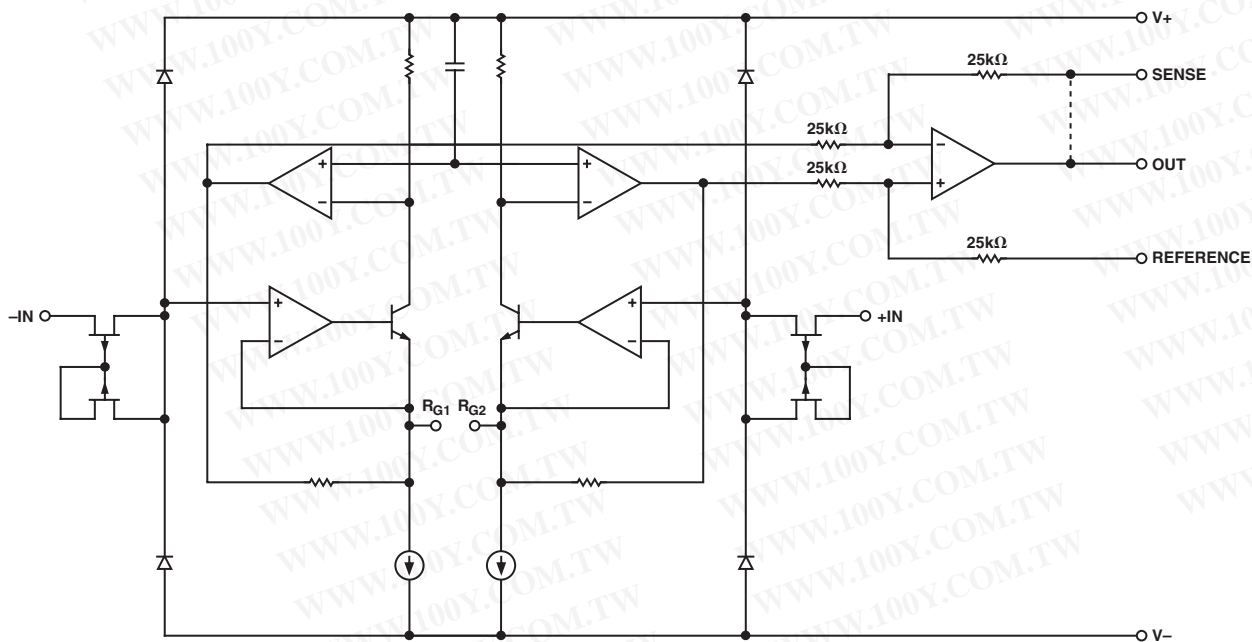 V+
25kΩ
SENSE
25kΩ
25kΩ
OUT
25kΩ
REFERENCE
–IN
+IN
RG1
RG2
V–
+
–
+
–
–
+
+
–
+
–
WWW.100Y.COM.TW